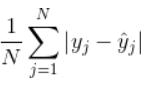 \frac{1}{N} \sum_{j=1}^{N} |y_j - \hat{y}_j|